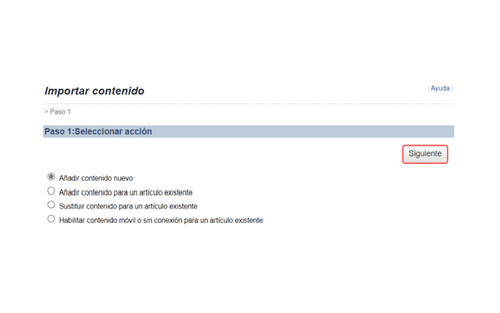 Importar contenido
| Ayuda |
> Paso 1
Paso 1:Seleccionar acción
Siguiente
Añadir contenido nuevo
Añadir contenido para un artículo existente
Sustituir contenido para un artículo existente
Habilitar contenido móvil o sin conexión para un artículo existente